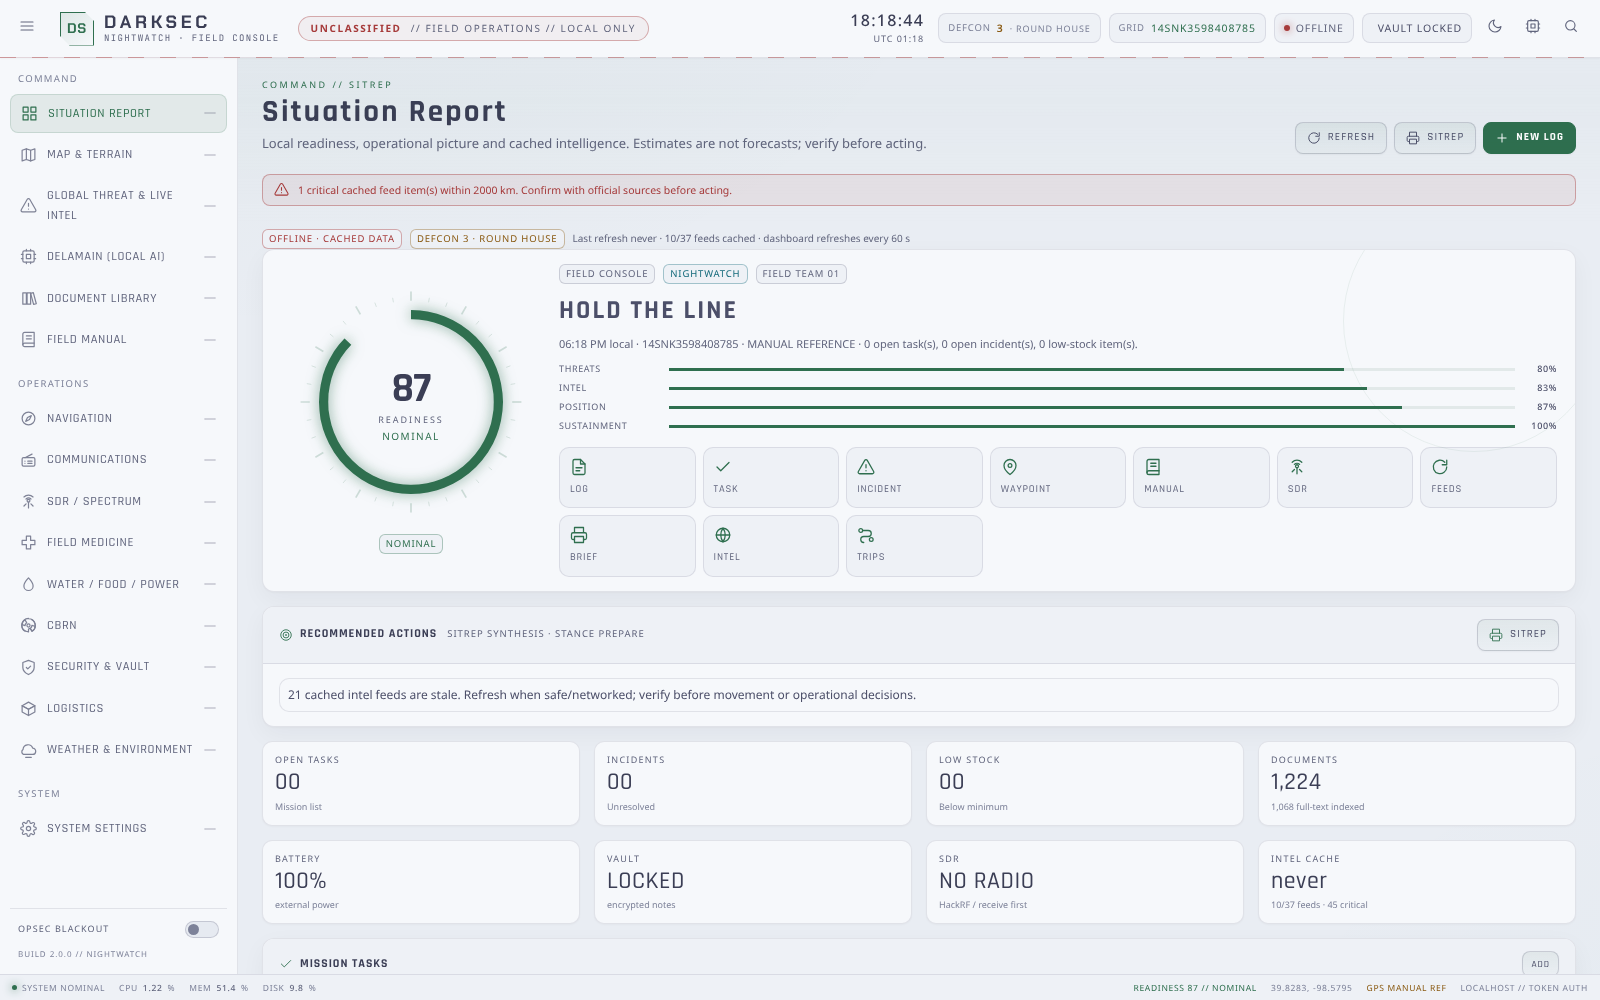 DS
DARKSEC
NIGHTWATCH · FIELD CONSOLE
UNCLASSIFIED // FIELD OPERATIONS // LOCAL ONLY
18:18:44
UTC 01:18
DEFCON 3 · ROUND HOUSE
GRID 14SNK3598408785
OFFLINE
VAULT LOCKED
COMMAND
SITUATION REPORT
MAP & TERRAIN
GLOBAL THREAT & LIVE
INTEL
DELAMAIN (LOCAL AI)
DOCUMENT LIBRARY
FIELD MANUAL
OPERATIONS
NAVIGATION
COMMUNICATIONS
SDR / SPECTRUM
FIELD MEDICINE
WATER / FOOD / POWER
CBRN
SECURITY & VAULT
LOGISTICS
WEATHER & ENVIRONMENT
SYSTEM
SYSTEM SETTINGS
OPSEC BLACKOUT
BUILD 2.0.0 // NIGHTWATCH
COMMAND // SITREP
Situation Report
Local readiness, operational picture and cached intelligence. Estimates are not forecasts; verify before acting.
REFRESH
SITREP
NEW LOG
1 critical cached feed item(s) within 2000 km. Confirm with official sources before acting.
OFFLINE · CACHED DATA
DEFCON 3 · ROUND HOUSE
Last refresh never · 10/37 feeds cached · dashboard refreshes every 60 s
87
READINESS
NOMINAL
NOMINAL
FIELD CONSOLE
NIGHTWATCH
FIELD TEAM 01
HOLD THE LINE
06:18 PM local · 14SNK3598408785 · MANUAL REFERENCE · 0 open task(s), 0 open incident(s), 0 low-stock item(s).
THREATS 80%
INTEL 83%
POSITION 87%
SUSTAINMENT 100%
LOG
TASK
INCIDENT
WAYPOINT
MANUAL
SDR
FEEDS
BRIEF
INTEL
TRIPS
RECOMMENDED ACTIONS SITREP SYNTHESIS · STANCE PREPARE
SITREP
21 cached intel feeds are stale. Refresh when safe/networked; verify before movement or operational decisions.
OPEN TASKS
00
Mission list
INCIDENTS
00
Unresolved
LOW STOCK
00
Below minimum
DOCUMENTS
1,224
1,068 full-text indexed
BATTERY
100%
external power
VAULT
LOCKED
encrypted notes
SDR
NO RADIO
HackRF / receive first
INTEL CACHE
never
10/37 feeds · 45 critical
MISSION TASKS
ADD
SYSTEM NOMINAL CPU 1.22 % MEM 51.4 % DISK 9.8 %
READINESS 87 // NOMINAL 39.8283, -98.5795 GPS MANUAL REF LOCALHOST // TOKEN AUTH